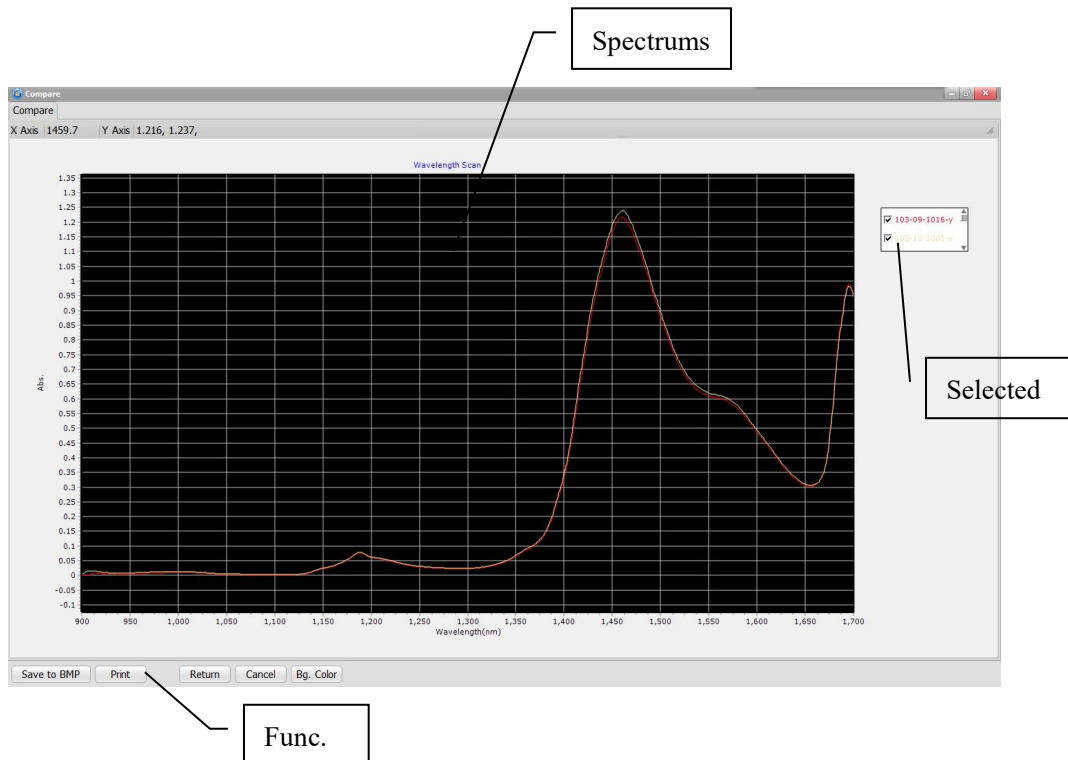 Spectrums
Compare
Compare
X Axis 1459.7 Y Axis 1.216, 1.237,
Wavelength Scan
1.35
1.3
1.25
1.2
1.15
1.1
1.05
1
0.95
0.9
0.85
0.8
0.75
0.7
0.65
0.6
0.55
0.5
0.45
0.4
0.35
0.3
0.25
0.2
0.15
0.1
0.05
0
-0.05
-0.1
Abs.
900 950 1,000 1,050 1,100 1,150 1,200 1,250 1,300 1,350 1,400 1,450 1,500 1,550 1,600 1,650 1,700
Wavelength(nm)
103-09-1016-y
103-10-1005-y
Selected
Save to BMP Print Return Cancel Bg. Color
Func.